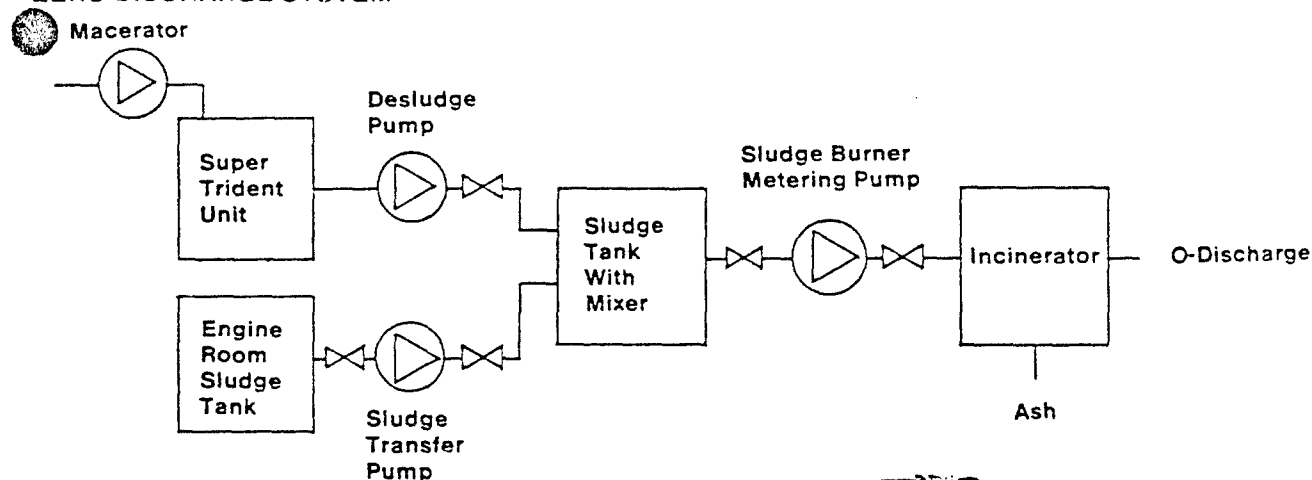 Macerator
Desludge
Pump
Super
Trident
Unit
Sludge Burner
Metering Pump
Sludge
Tank
With
Mixer
Incinerator
O-Discharge
Engine
Room
Sludge
Tank
Sludge
Transfer
Pump
Ash